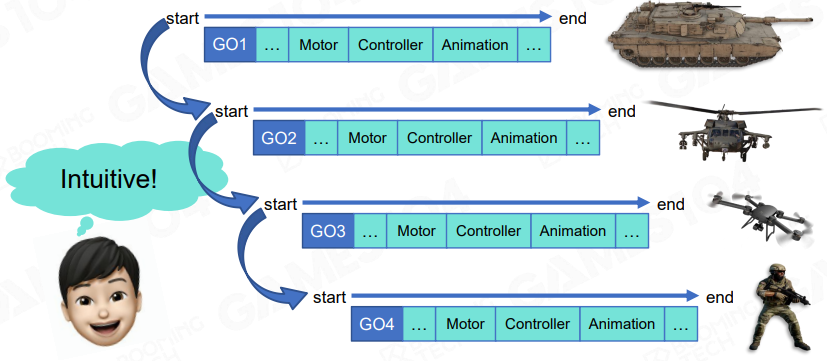 start end
GO1 … Motor Controller Animation …
start end
GO2 … Motor Controller Animation …
Intuitive!
start end
GO3 … Motor Controller Animation …
start end
GO4 … Motor Controller Animation …